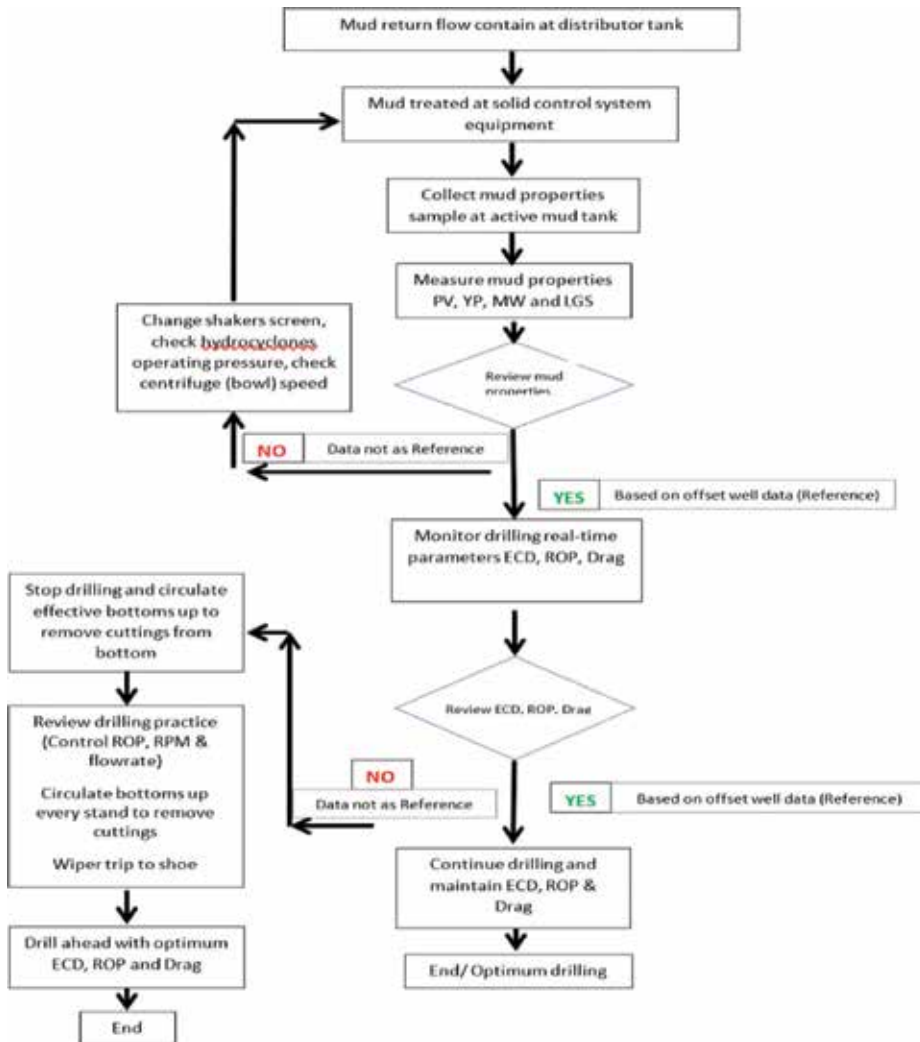 Mud return flow contain at distributor tank
Mud treated at solid control system
equipment
Collect mud properties
sample at active mud tank
Measure mud properties
PV, YP, MW and LGS
Change shakers screen,
check hydrocyclones
operating pressure, check
centrifuge (bowl) speed
Review mud
properties
NO
Data not as Reference
YES
Based on offset well data (Reference)
Monitor drilling real-time
parameters ECD, ROP, Drag
Stop drilling and circulate
effective bottoms up to
remove cuttings from
bottom
Review ECD, ROP, Drag
Review drilling practice
(Control ROP, RPM &
flowrate)
Circulate bottoms up
every stand to remove
cuttings
Wiper trip to shoe
NO
Data not as Reference
YES
Based on offset well data (Reference)
Continue drilling and
maintain ECD, ROP &
Drag
Drill ahead with optimum
ECD, ROP and Drag
End/ Optimum drilling
End